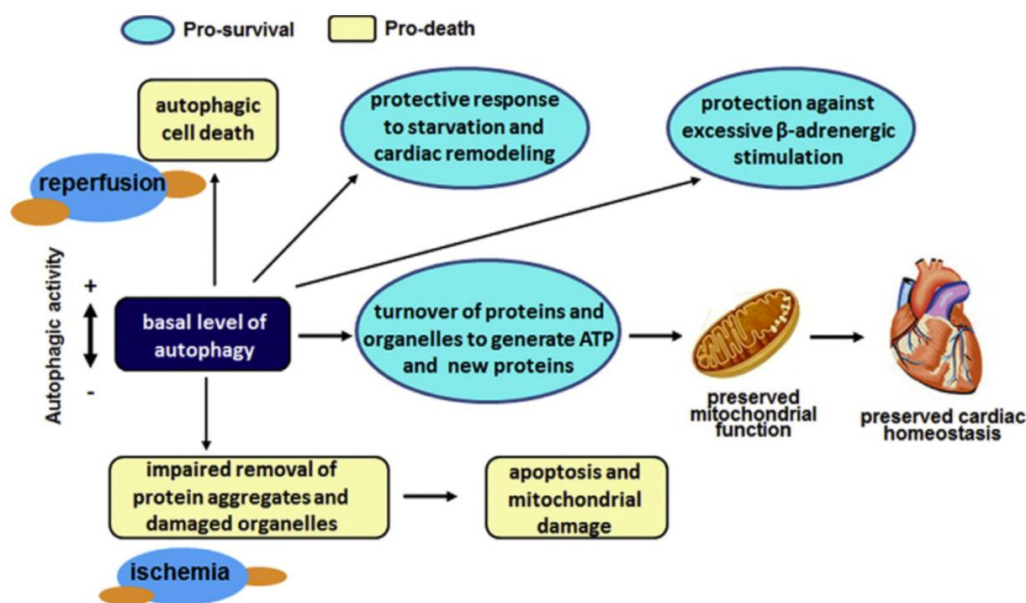 Pro-survival
Pro-death
autophagic
cell death
protective response
to starvation and
cardiac remodeling
protection against
excessive β-adrenergic
stimulation
reperfusion
Autophagic activity
+
-
basal level of
autophagy
turnover of proteins and
organelles to generate ATP
and new proteins
preserved
mitochondrial
function
preserved cardiac
homeostasis
impaired removal of
protein aggregates and
damaged organelles
apoptosis and
mitochondrial
damage
ischemia